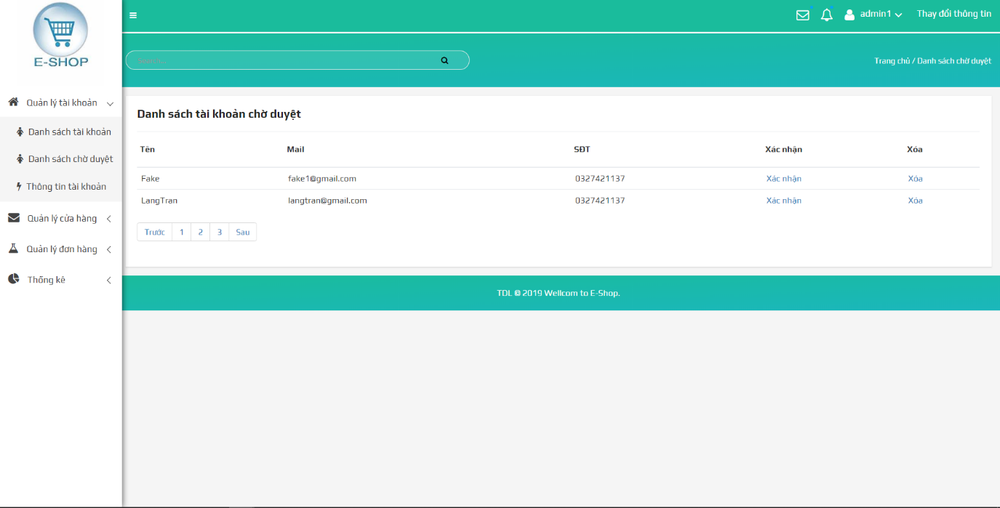 E-SHOP
admin1
Thay đổi thông tin
Trang chủ / Danh sách chờ duyệt
Quản lý tài khoản
Danh sách tài khoản
Danh sách chờ duyệt
Thông tin tài khoản
Quản lý cửa hàng
Quản lý đơn hàng
Thống kê
Danh sách tài khoản chờ duyệt
Tên Mail SĐT Xác nhận Xóa
Fake fake1@gmail.com 0327421137 Xác nhận Xóa
LangTran langtran@gmail.com 0327421137 Xác nhận Xóa
Trước 1 2 3 Sau
TDL © 2019 Wellcom to E-Shop.